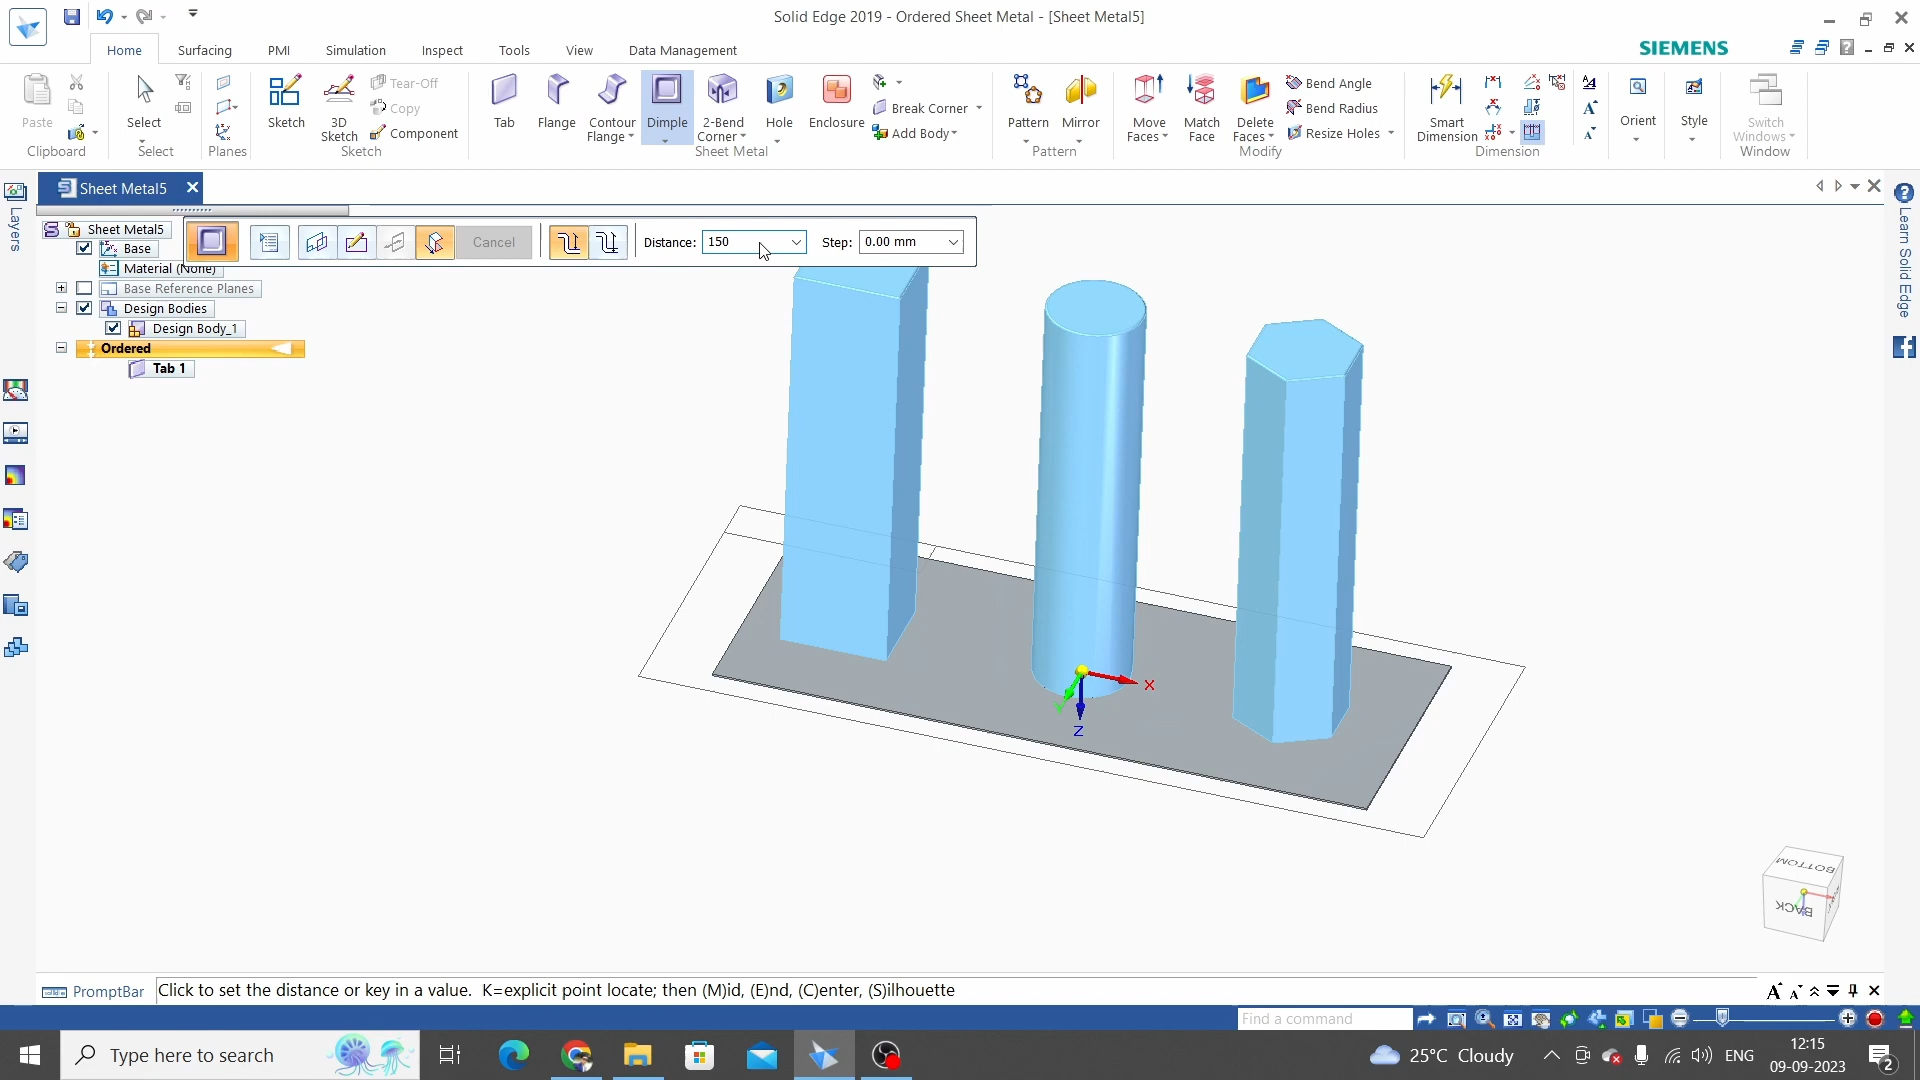 Solid Edge 2019 - Ordered Sheet Metal - [Sheet Metal5]
Home Surfacing PMI Simulation Inspect Tools View Data Management
SIEMENS
Paste
Clipboard
Select
Select
Planes
Sketch
3D Sketch
Tear-Off
Copy
Component
Sketch
Tab
Flange
Contour Flange
Dimple
2-Bend Corner
Hole
Enclosure
Break Corner
Add Body
Sheet Metal
Pattern
Mirror
Pattern
Move Faces
Match Face
Delete Faces
Bend Angle
Bend Radius
Resize Holes
Modify
Smart Dimension
Dimension
Orient
Style
Switch Windows
Window
Sheet Metal5
Layers
Learn Solid Edge
Sheet Metal5
Base
Material (None)
Base Reference Planes
Design Bodies
Design Body_1
Ordered
Tab 1
Cancel
Distance: 150
Step: 0.00 mm
X
Y
Z
BOTTOM
BACK
PromptBar
Click to set the distance or key in a value. K=explicit point locate; then (M)id, (E)nd, (C)enter, (S)ilhouette
Find a command
Type here to search
25°C Cloudy
ENG
12:15
09-09-2023
2